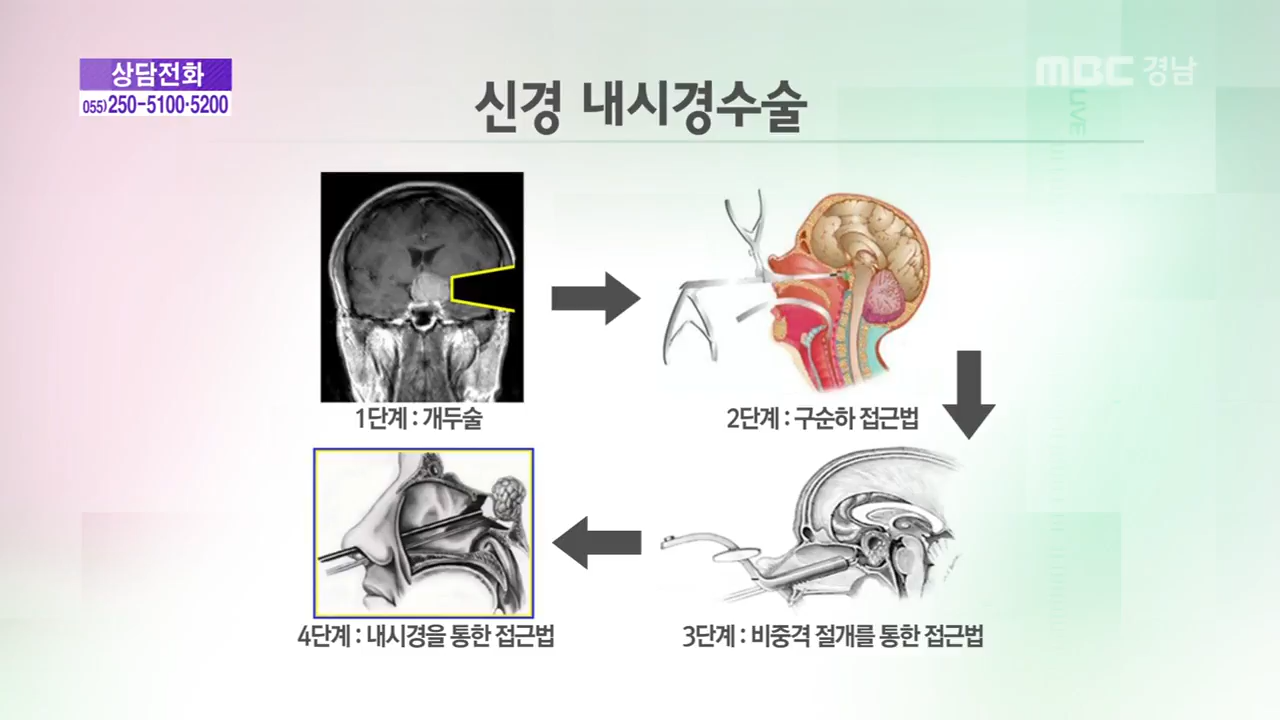 상담전화
055)250-5100·5200
MBC 경남
LIVE
신경 내시경수술
1단계 : 개두술
2단계 : 구순하 접근법
4단계 : 내시경을 통한 접근법
3단계 : 비중격 절개를 통한 접근법